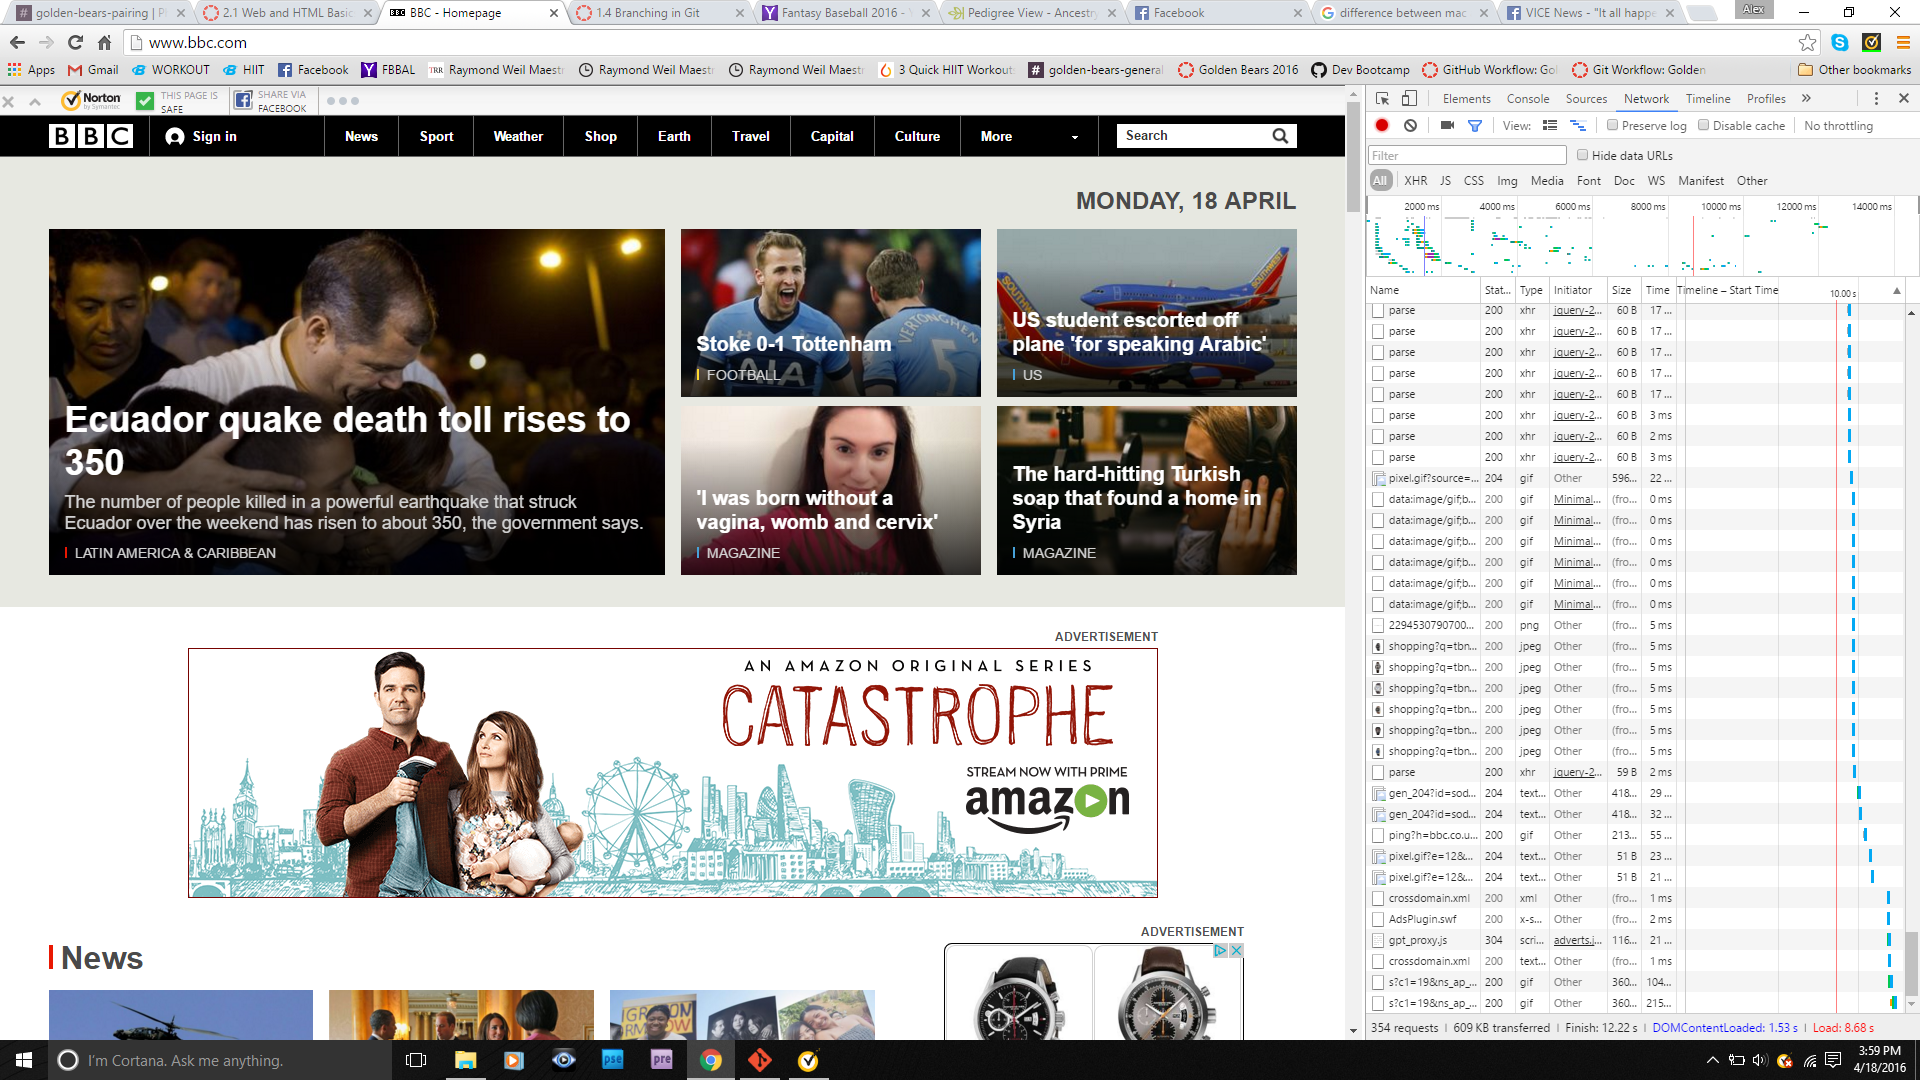 golden-bears-pairing | P
2.1 Web and HTML Basic
BBC - Homepage
1.4 Branching in Git
Fantasy Baseball 2016 -
Pedigree View - Ancestry
Facebook
difference between mac
VICE News - "It all happe
Alex
www.bbc.com
Apps
Gmail
WORKOUT
HIIT
Facebook
FBBAL
Raymond Weil Maestr
Raymond Weil Maestr
Raymond Weil Maestr
3 Quick HIIT Workout
golden-bears-general
Golden Bears 2016
Dev Bootcamp
GitHub Workflow: Gol
Git Workflow: Golden
Other bookmarks
Norton
by Symantec
THIS PAGE IS
SAFE
SHARE VIA
FACEBOOK
BBC
Sign in
News
Sport
Weather
Shop
Earth
Travel
Capital
Culture
More
Search
MONDAY, 18 APRIL
Ecuador quake death toll rises to
350
The number of people killed in a powerful earthquake that struck
Ecuador over the weekend has risen to about 350, the government says.
LATIN AMERICA & CARIBBEAN
Stoke 0-1 Tottenham
FOOTBALL
VERTONGHEN
5
AIA
US student escorted off
plane 'for speaking Arabic'
US
SOUTHWEST
'I was born without a
vagina, womb and cervix'
MAGAZINE
The hard-hitting Turkish
soap that found a home in
Syria
MAGAZINE
ADVERTISEMENT
AN AMAZON ORIGINAL SERIES
CATASTROPHE
STREAM NOW WITH PRIME
amazon
ADVERTISEMENT
News
Elements
Console
Sources
Network
Timeline
Profiles
View:
Preserve log
Disable cache
No throttling
Filter
Hide data URLs
All XHR JS CSS Img Media Font Doc WS Manifest Other
2000 ms 4000 ms 6000 ms 8000 ms 10000 ms 12000 ms 14000 ms
Name Stat... Type Initiator Size Time Timeline – Start Time 10.00 s
parse 200 xhr jquery-2... 60 B 17 ...
parse 200 xhr jquery-2... 60 B 17 ...
parse 200 xhr jquery-2... 60 B 17 ...
parse 200 xhr jquery-2... 60 B 17 ...
parse 200 xhr jquery-2... 60 B 17 ...
parse 200 xhr jquery-2... 60 B 3 ms
parse 200 xhr jquery-2... 60 B 2 ms
parse 200 xhr jquery-2... 60 B 3 ms
pixel.gif?source=... 204 gif Other 596... 22 ...
data:image/gif;b... 200 gif Minimal... (fro... 0 ms
data:image/gif;b... 200 gif Minimal... (fro... 0 ms
data:image/gif;b... 200 gif Minimal... (fro... 0 ms
data:image/gif;b... 200 gif Minimal... (fro... 0 ms
data:image/gif;b... 200 gif Minimal... (fro... 0 ms
data:image/gif;b... 200 gif Minimal... (fro... 0 ms
2294530790700... 200 png Other (fro... 5 ms
shopping?q=tbn... 200 jpeg Other (fro... 5 ms
shopping?q=tbn... 200 jpeg Other (fro... 5 ms
shopping?q=tbn... 200 jpeg Other (fro... 5 ms
shopping?q=tbn... 200 jpeg Other (fro... 5 ms
shopping?q=tbn... 200 jpeg Other (fro... 5 ms
shopping?q=tbn... 200 jpeg Other (fro... 5 ms
parse 200 xhr jquery-2... 59 B 2 ms
gen_204?id=sod... 204 text... Other 418... 29 ...
gen_204?id=sod... 204 text... Other 418... 32 ...
ping?h=bbc.co.u... 200 gif Other 213... 55 ...
pixel.gif?e=12&... 204 text... Other 51 B 23 ...
pixel.gif?e=12&... 204 text... Other 51 B 21 ...
crossdomain.xml 200 xml Other (fro... 1 ms
AdsPlugin.swf 200 x-s... Other (fro... 2 ms
gpt_proxy.js 304 scri... adverts.j... 116... 21 ...
crossdomain.xml 200 text... Other (fro... 1 ms
s?c1=19&ns_ap_... 200 gif Other 360... 104...
s?c1=19&ns_ap_... 200 gif Other 360... 215...
354 requests | 609 KB transferred | Finish: 12.22 s | DOMContentLoaded: 1.53 s | Load: 8.68 s
I'm Cortana. Ask me anything.
pse
pre
3:59 PM
4/18/2016